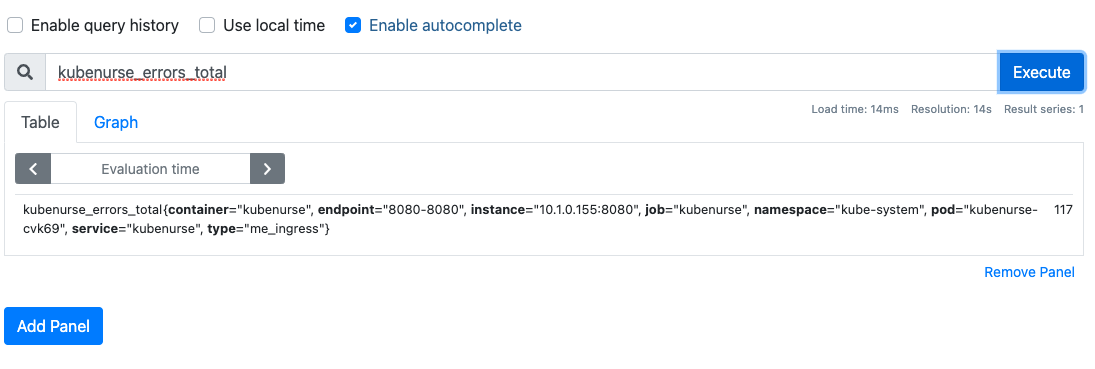 Enable query history Use local time Enable autocomplete
kubenurse_errors_total Execute
Load time: 14ms Resolution: 14s Result series: 1
Table Graph
Evaluation time
kubenurse_errors_total{container="kubenurse", endpoint="8080-8080", instance="10.1.0.155:8080", job="kubenurse", namespace="kube-system", pod="kubenurse- 117
cvk69", service="kubenurse", type="me_ingress"}
Remove Panel
Add Panel